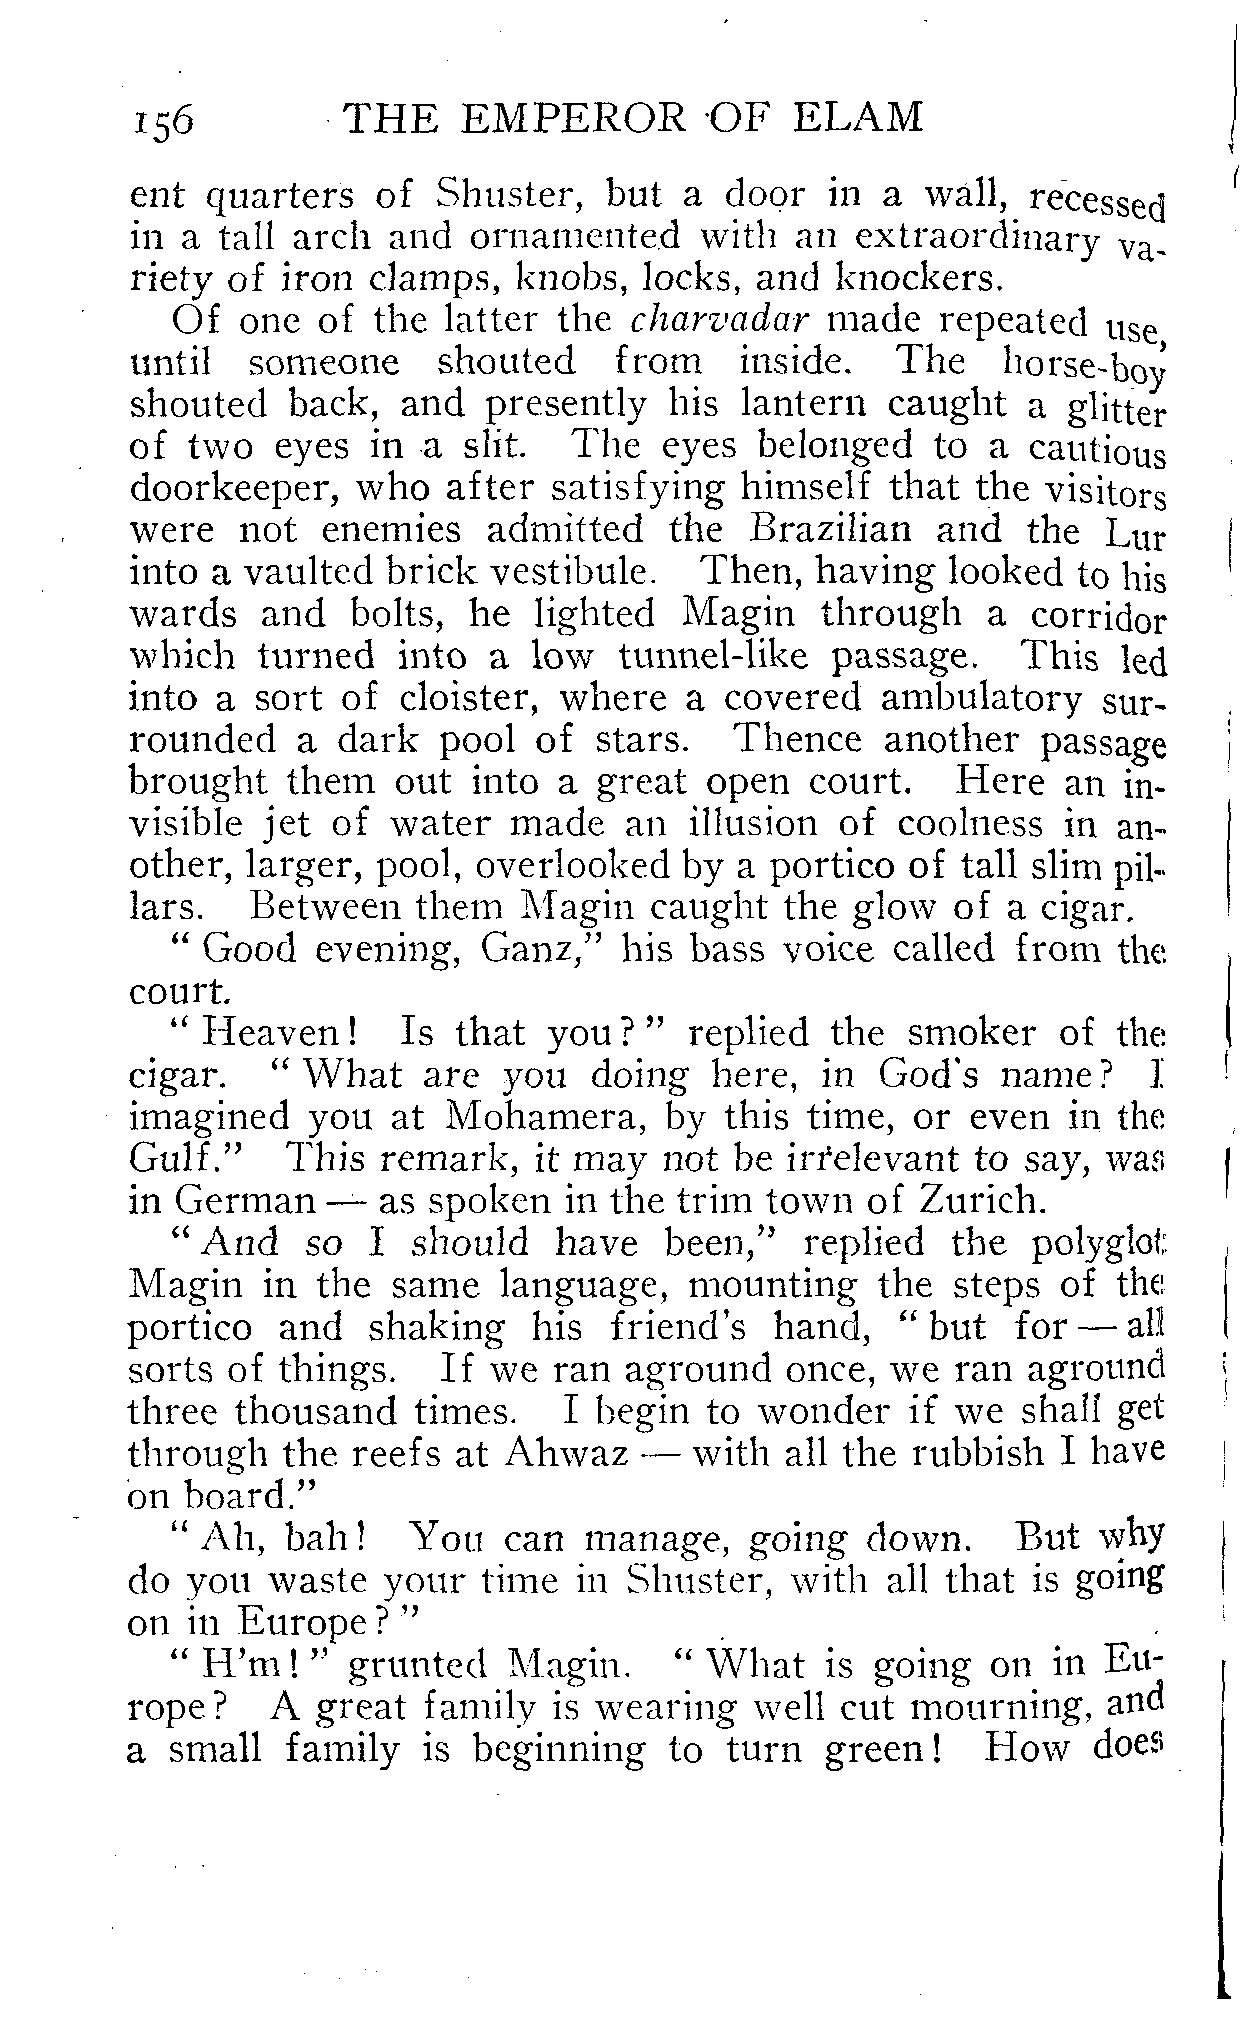 156 THE EMPEROR OF ELAM
ent quarters of Shuster, but a door in a wall, recessed
in a tall arch and ornamented with an extraordinary va-
riety of iron clamps, knobs, locks, and knockers.
Of one of the latter the charvadar made repeated use,
until someone shouted from inside. The horse-boy
shouted back, and presently his lantern caught a glitter
of two eyes in a slit. The eyes belonged to a cautious
doorkeeper, who after satisfying himself that the visitors
were not enemies admitted the Brazilian and the Lur
into a vaulted brick vestibule. Then, having looked to his
wards and bolts, he lighted Magin through a corridor
which turned into a low tunnel-like passage. This led
into a sort of cloister, where a covered ambulatory sur-
rounded a dark pool of stars. Thence another passage
brought them out into a great open court. Here an in-
visible jet of water made an illusion of coolness in an-
other, larger, pool, overlooked by a portico of tall slim pil-
lars. Between them Magin caught the glow of a cigar.
“ Good evening, Ganz,” his bass voice called from the
court.
“ Heaven! Is that you? ” replied the smoker of the
cigar. “ What are you doing here, in God's name? I
imagined you at Mohamera, by this time, or even in the
Gulf.” This remark, it may not be irrelevant to say, was
in German — as spoken in the trim town of Zurich.
“ And so I should have been,” replied the polyglot
Magin in the same language, mounting the steps of the
portico and shaking his friend's hand, “ but for — all
sorts of things. If we ran aground once, we ran aground
three thousand times. I begin to wonder if we shall get
through the reefs at Ahwaz — with all the rubbish I have
on board.”
“ Ah, bah! You can manage, going down. But why
do you waste your time in Shuster, with all that is going
on in Europe? ”
“ H'm! ” grunted Magin. “ What is going on in Eu-
rope? A great family is wearing well cut mourning, and
a small family is beginning to turn green! How does